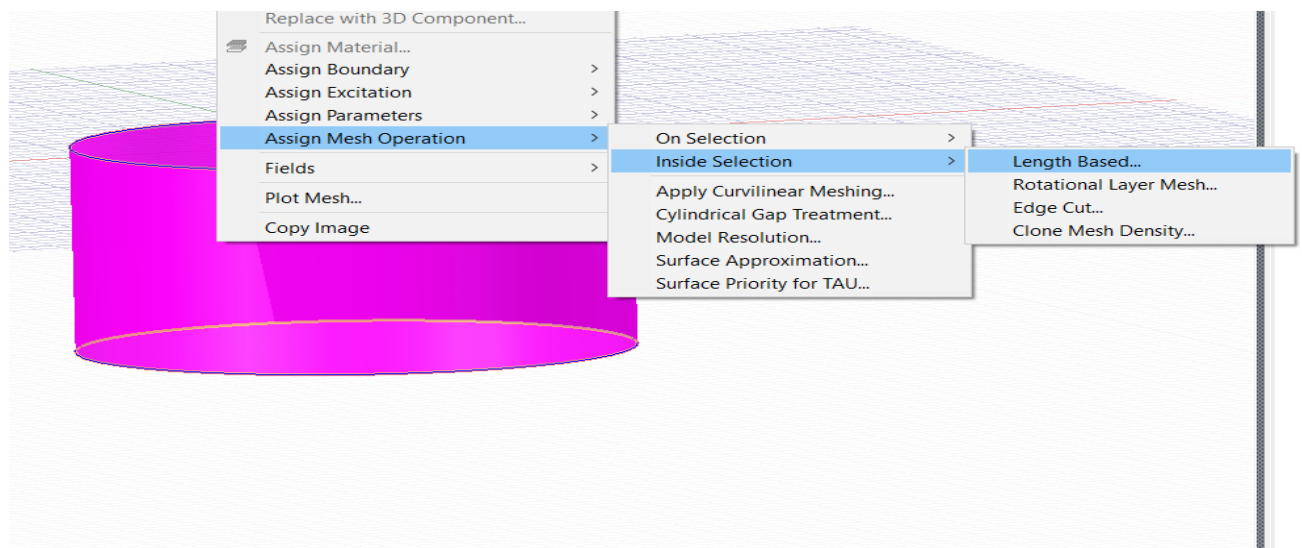 Replace with 3D Component...
Assign Material...
Assign Boundary >
Assign Excitation >
Assign Parameters >
Assign Mesh Operation >
Fields >
Plot Mesh...
Copy Image
On Selection >
Inside Selection >
Apply Curvilinear Meshing...
Cylindrical Gap Treatment...
Model Resolution...
Surface Approximation...
Surface Priority for TAU...
Length Based...
Rotational Layer Mesh...
Edge Cut...
Clone Mesh Density...